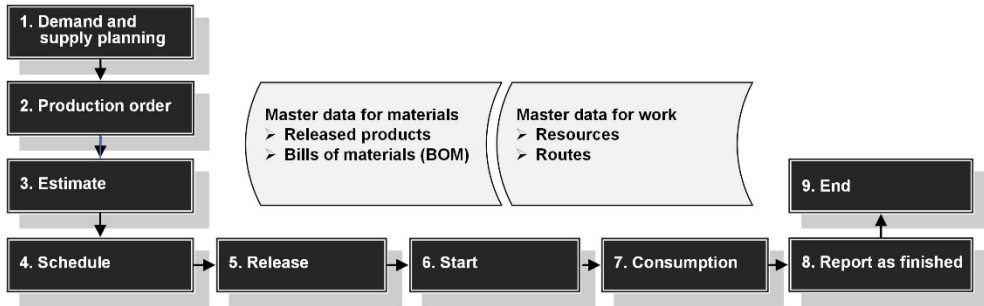 1. Demand and
supply planning
2. Production order
3. Estimate
4. Schedule
5. Release
6. Start
7. Consumption
8. Report as finished
9. End
Master data for materials
➢ Released products
➢ Bills of materials (BOM)
Master data for work
➢ Resources
➢ Routes